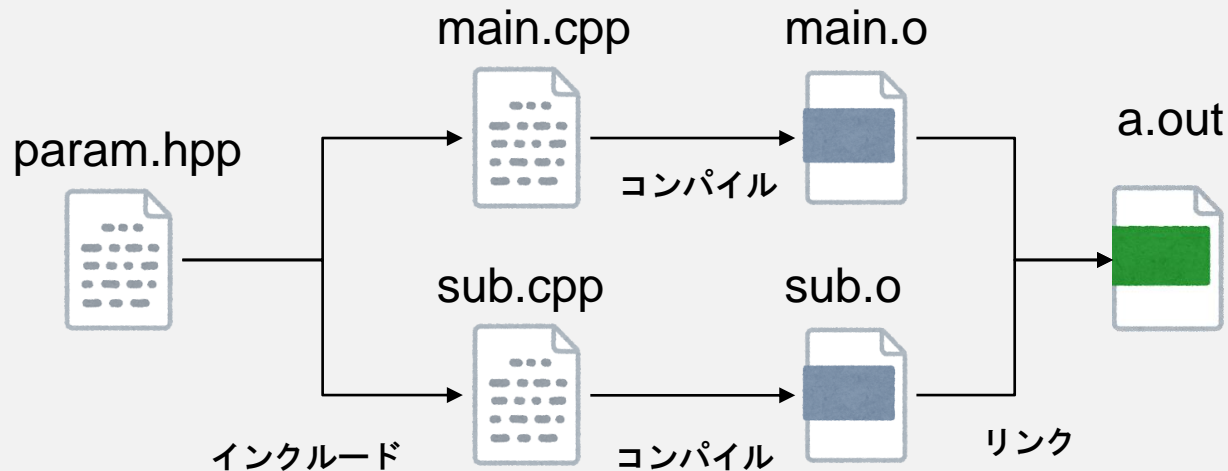 main.cpp
main.o
a.out
param.hpp
コンパイル
sub.cpp
sub.o
インクルード
コンパイル
リンク